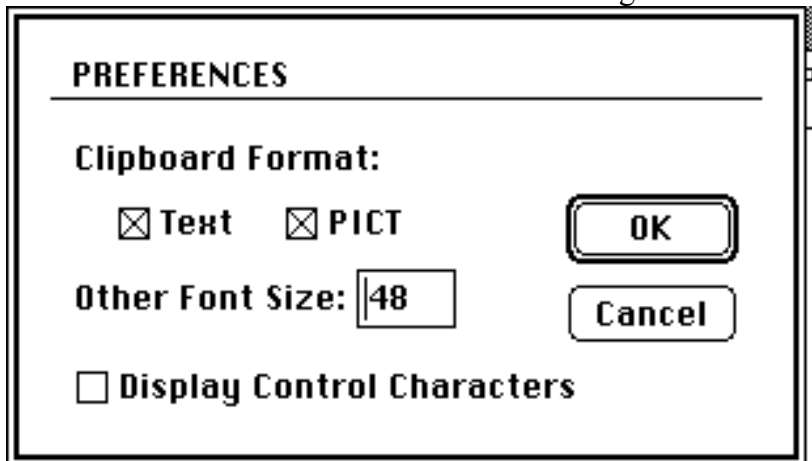 PREFERENCES
Clipboard Format:
Text PICT
OK
Other Font Size: 48
Cancel
Display Control Characters